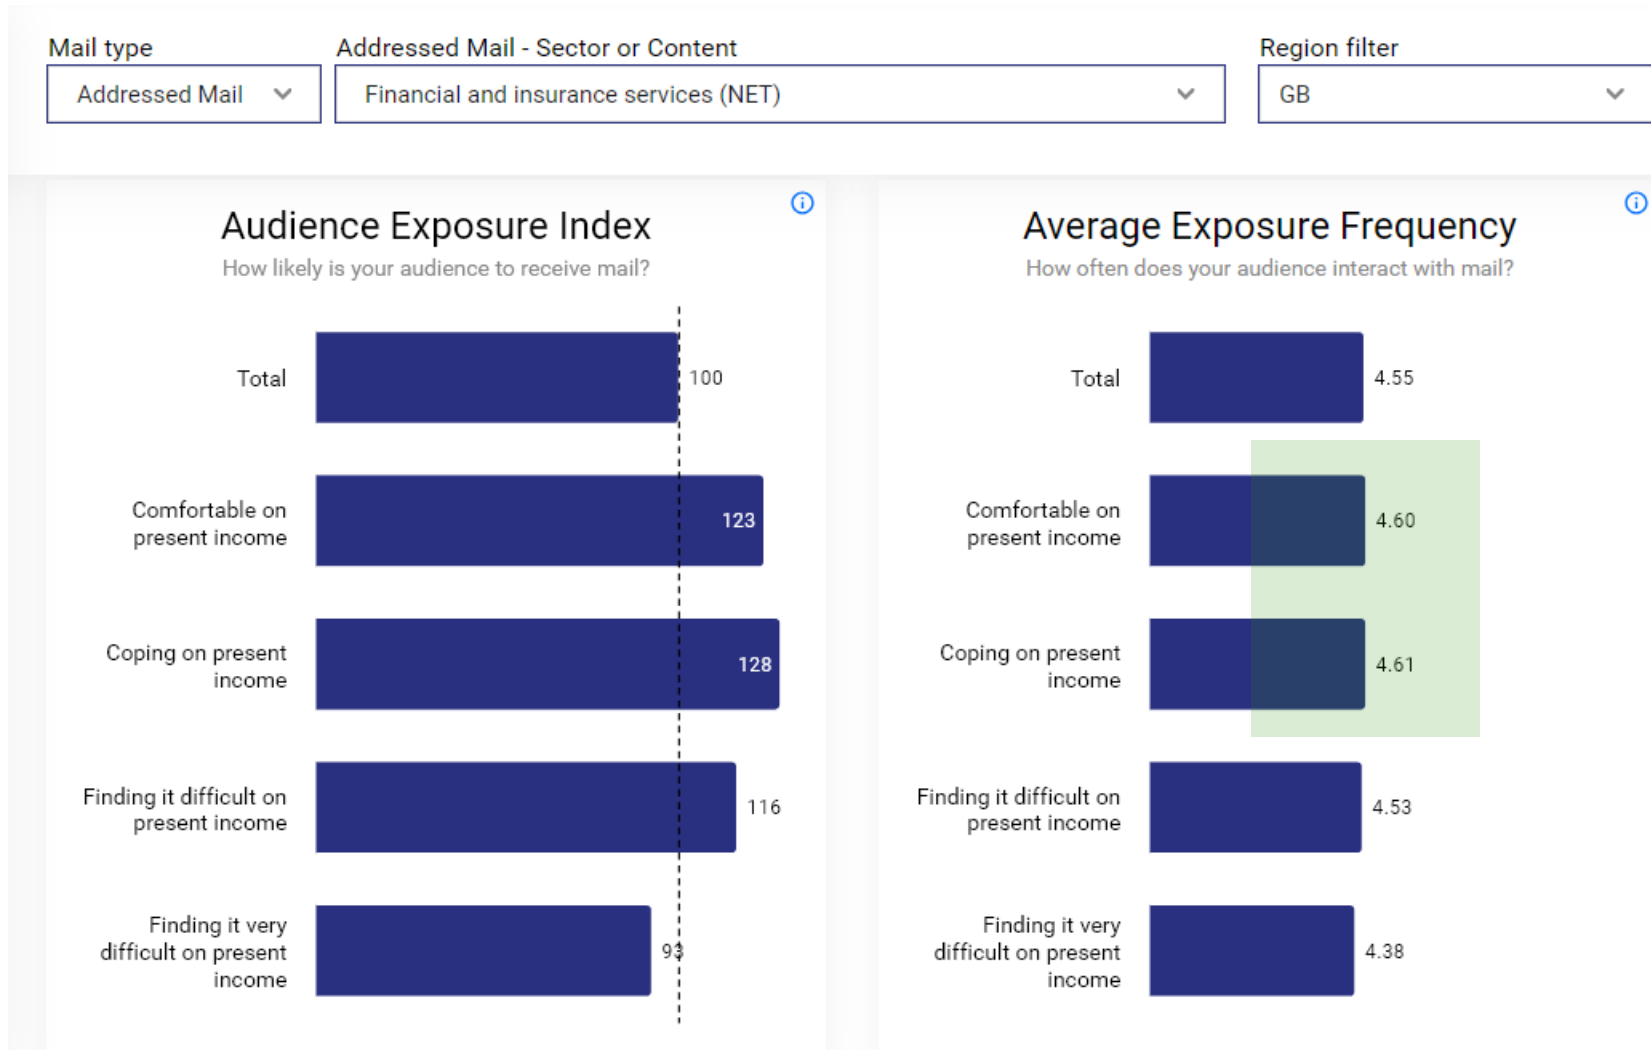 Mail type
Addressed Mail - Sector or Content
Region filter
Addressed Mail
Financial and insurance services (NET)
GB
Audience Exposure Index
How likely is your audience to receive mail?
Total
100
Comfortable on
present income
123
Coping on present
income
128
Finding it difficult on
present income
116
Finding it very
difficult on present
income
93
Average Exposure Frequency
How often does your audience interact with mail?
Total
4.55
Comfortable on
present income
4.60
Coping on present
income
4.61
Finding it difficult on
present income
4.53
Finding it very
difficult on present
income
4.38